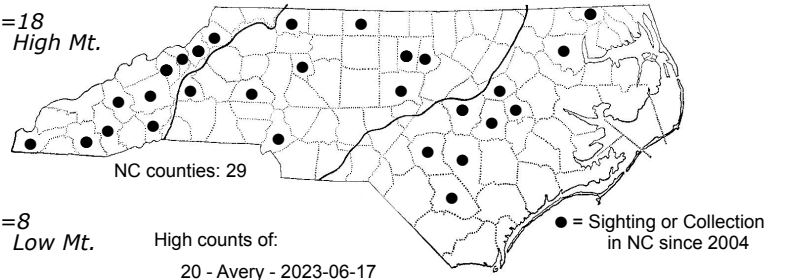 =18
High Mt.
NC counties: 29
=8
Low Mt.
High counts of:
20 - Avery - 2023-06-17
= Sighting or Collection
in NC since 2004